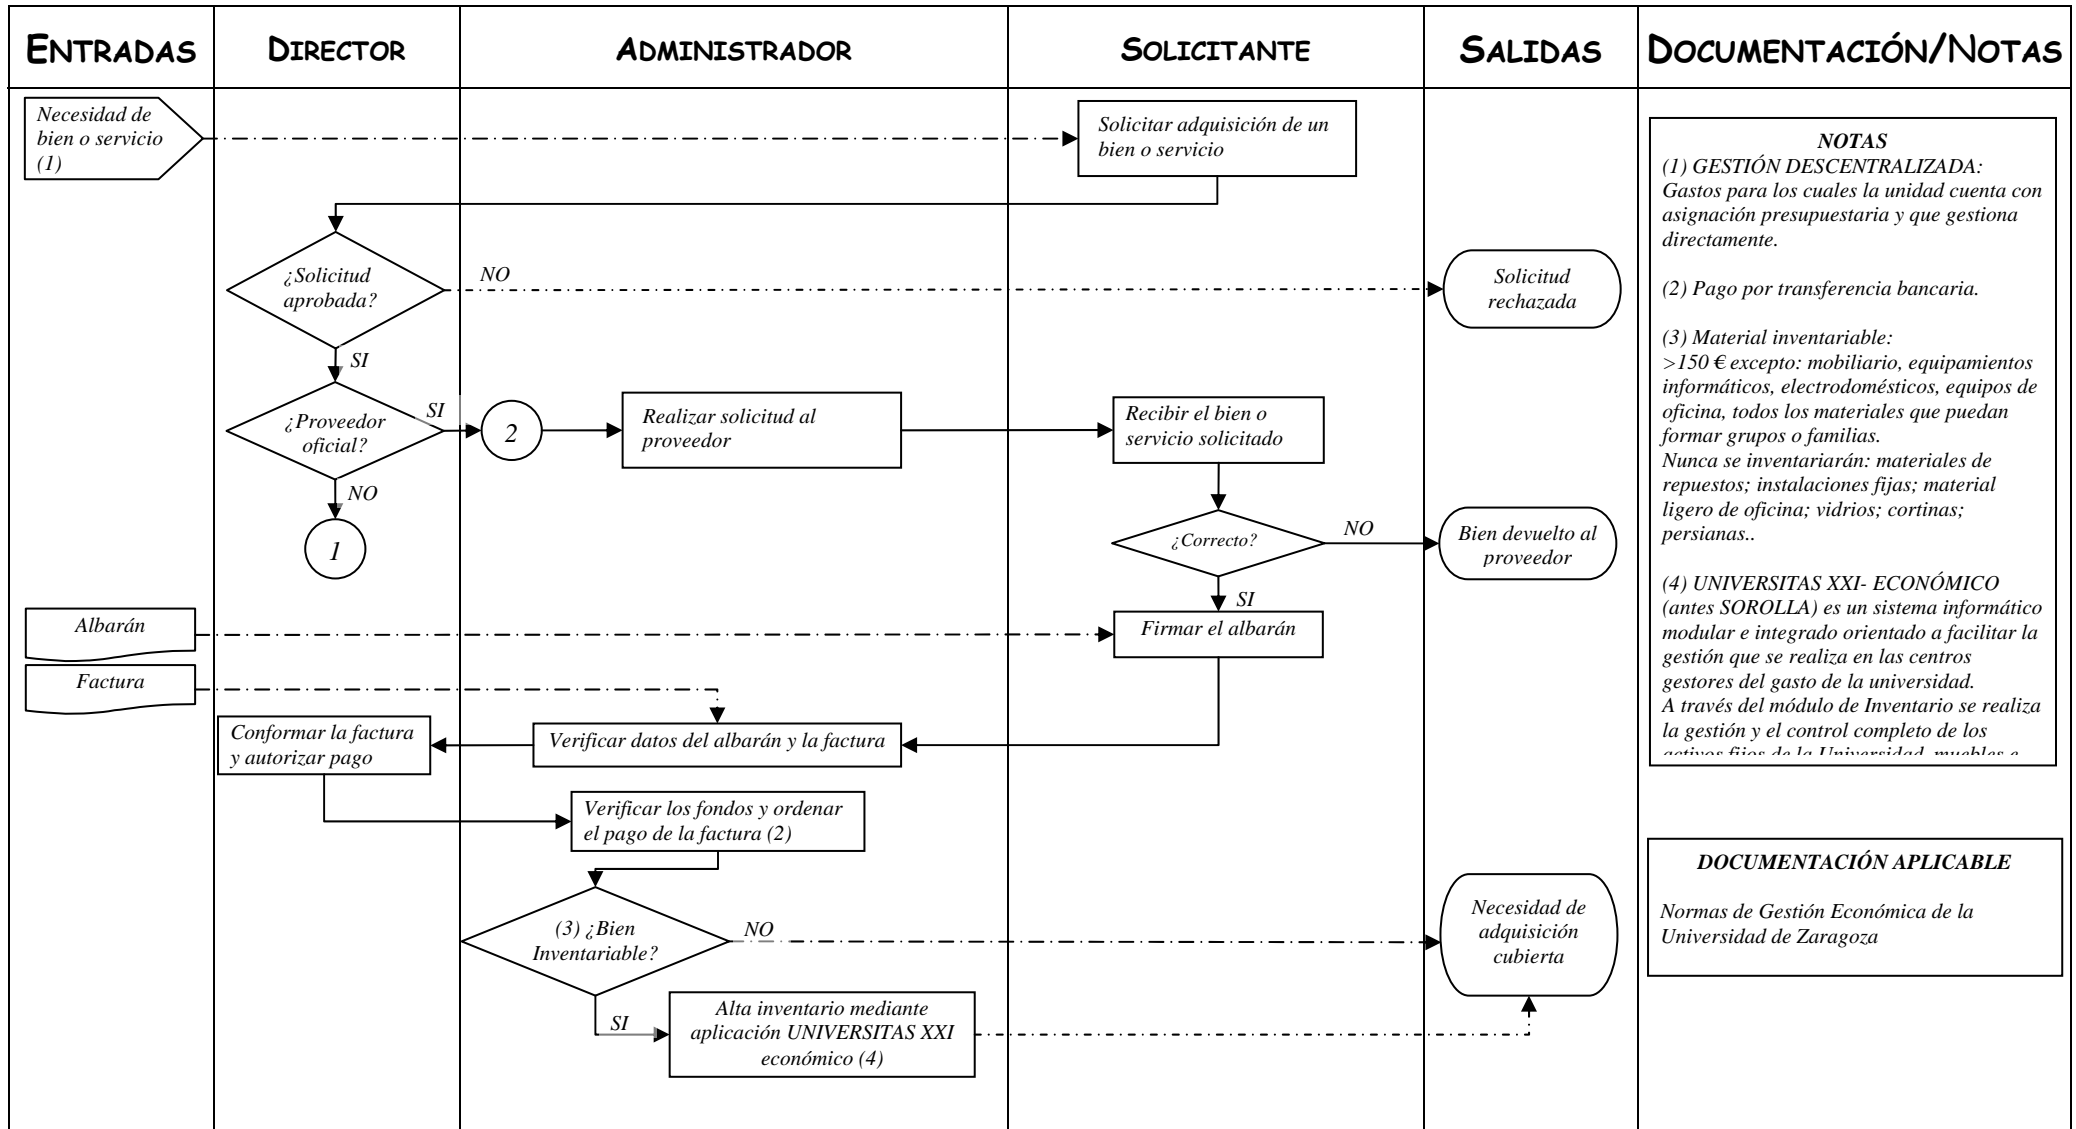 ENTRADAS
DIRECTOR
ADMINISTRADOR
SOLICITANTE
SALIDAS
DOCUMENTACIÓN/NOTAS
Necesidad de
bien o servicio
(1)
Solicitar adquisición de un
bien o servicio
¿Solicitud
aprobada?
NO
Solicitud
rechazada
SI
¿Proveedor
oficial?
SI
2
Realizar solicitud al
proveedor
Recibir el bien o
servicio solicitado
NO
1
¿Correcto?
NO
Bien devuelto al
proveedor
SI
Albarán
Firmar el albarán
Factura
Conformar la factura
y autorizar pago
Verificar datos del albarán y la factura
Verificar los fondos y ordenar
el pago de la factura (2)
(3) ¿Bien
Inventariable?
NO
Necesidad de
adquisición
cubierta
SI
Alta inventario mediante
aplicación UNIVERSITAS XXI
económico (4)
NOTAS
(1) GESTIÓN DESCENTRALIZADA:
Gastos para los cuales la unidad cuenta con
asignación presupuestaria y que gestiona
directamente.
(2) Pago por transferencia bancaria.
(3) Material inventariable:
>150 € excepto: mobiliario, equipamientos
informáticos, electrodomésticos, equipos de
oficina, todos los materiales que puedan
formar grupos o familias.
Nunca se inventariarán: materiales de
repuestos; instalaciones fijas; material
ligero de oficina; vidrios; cortinas;
persianas..
(4) UNIVERSITAS XXI- ECONÓMICO
(antes SOROLLA) es un sistema informático
modular e integrado orientado a facilitar la
gestión que se realiza en las centros
gestores del gasto de la universidad.
A través del módulo de Inventario se realiza
la gestión y el control completo de los
activos fijos de la Universidad, muebles e
DOCUMENTACIÓN APLICABLE
Normas de Gestión Económica de la
Universidad de Zaragoza